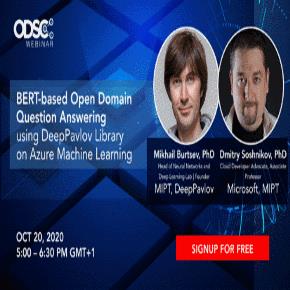 ODSC
WEBINAR
BERT-based Open Domain
Question Answering
using DeepPavlov Library
on Azure Machine Learning
Mikhail Burtsev, PhD
Head of Neural Networks and
Deep Learning Lab | Founder
MIPT, DeepPavlov
Dmitry Soshnikov, PhD
Cloud Developer Advocate, Associate
Professor
Microsoft, MIPT
OCT 20, 2020
5:00 – 6:30 PM GMT+1
SIGNUP FOR FREE